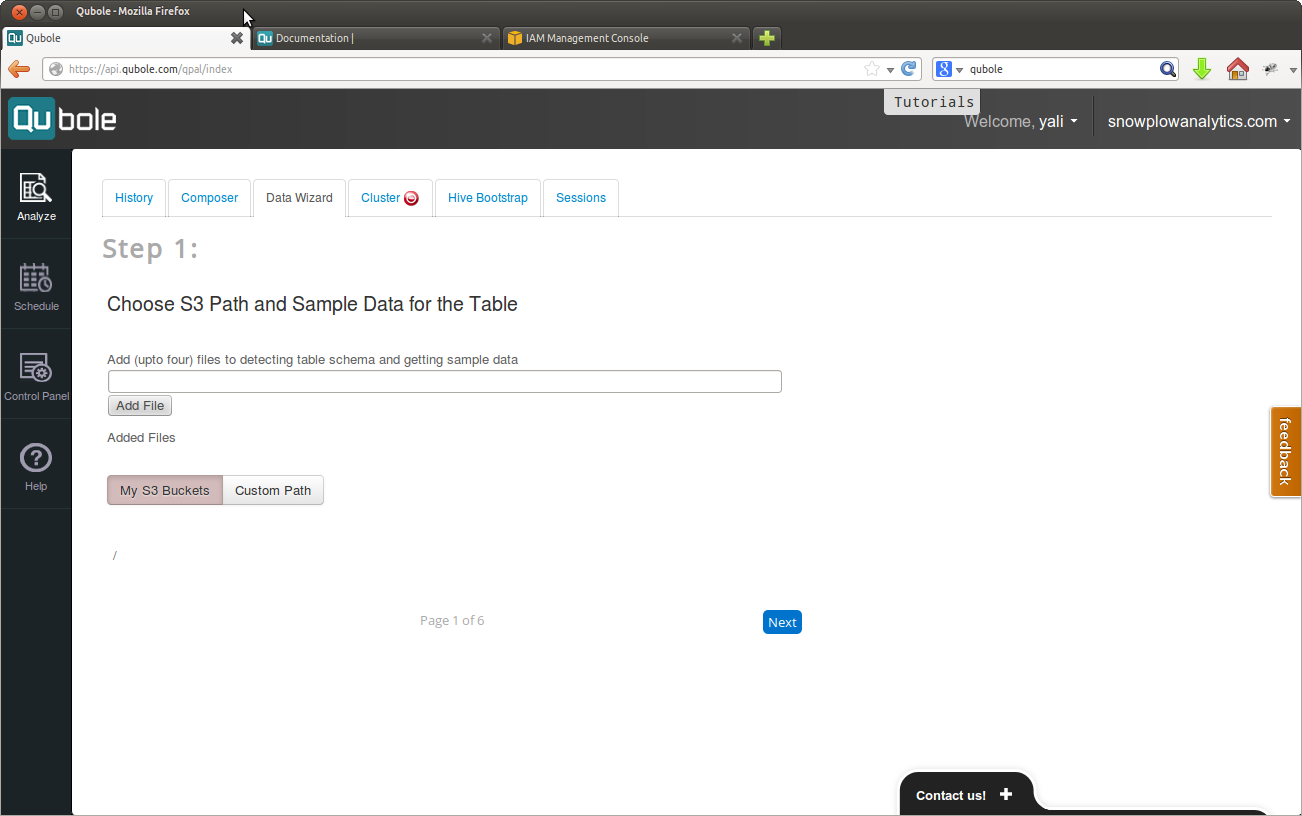 Qubole - Mozilla Firefox
Qubole
Qu Documentation |
IAM Management Console
https://api.qubole.com/qpal/index
8 qubole
Qubole
Tutorials
Welcome, yali
snowplowanalytics.com
Analyze
Schedule
Control Panel
Help
History
Composer
Data Wizard
Cluster
Hive Bootstrap
Sessions
Step 1:
Choose S3 Path and Sample Data for the Table
Add (upto four) files to detecting table schema and getting sample data
Add File
Added Files
My S3 Buckets
Custom Path
/
Page 1 of 6
Next
feedback
Contact us! +